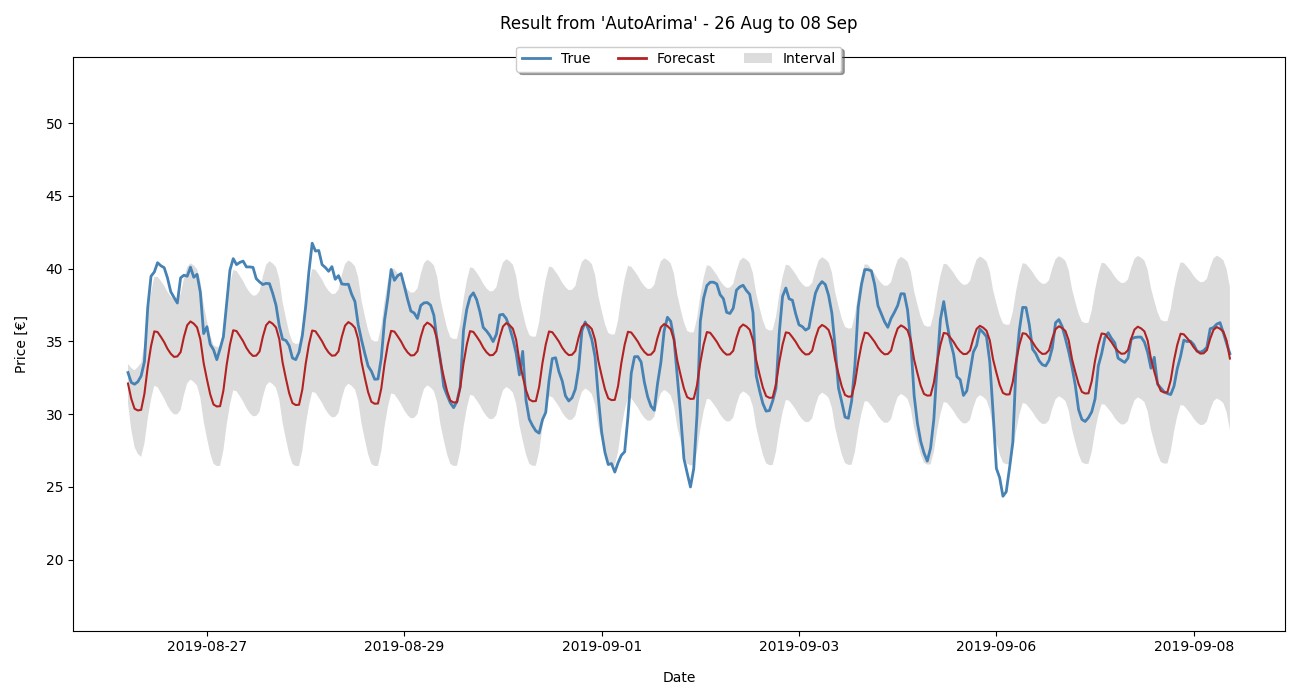 Result from 'AutoArima' - 26 Aug to 08 Sep
True Forecast Interval
Price [€]
50
45
40
35
30
25
20
2019-08-27 2019-08-29 2019-09-01 2019-09-03 2019-09-06 2019-09-08
Date